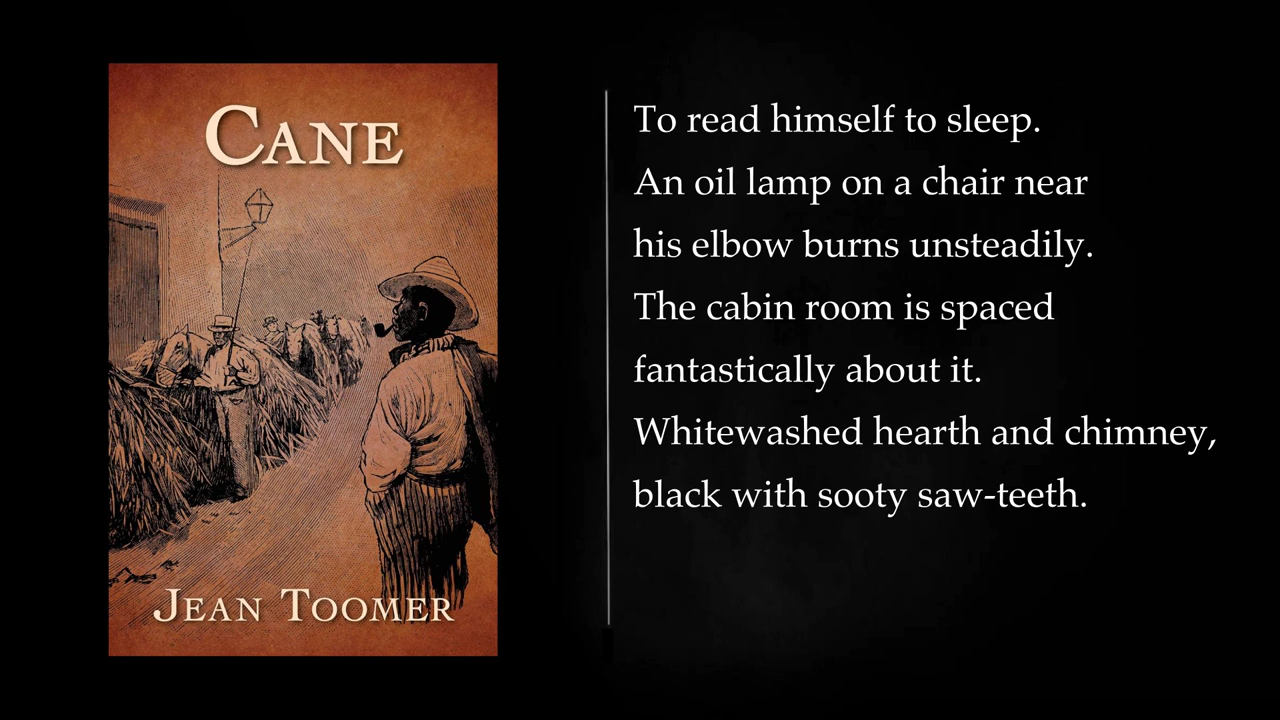 CANE
JEAN TOOMER
To read himself to sleep.
An oil lamp on a chair near
his elbow burns unsteadily.
The cabin room is spaced
fantastically about it.
Whitewashed hearth and chimney,
black with sooty saw-teeth.